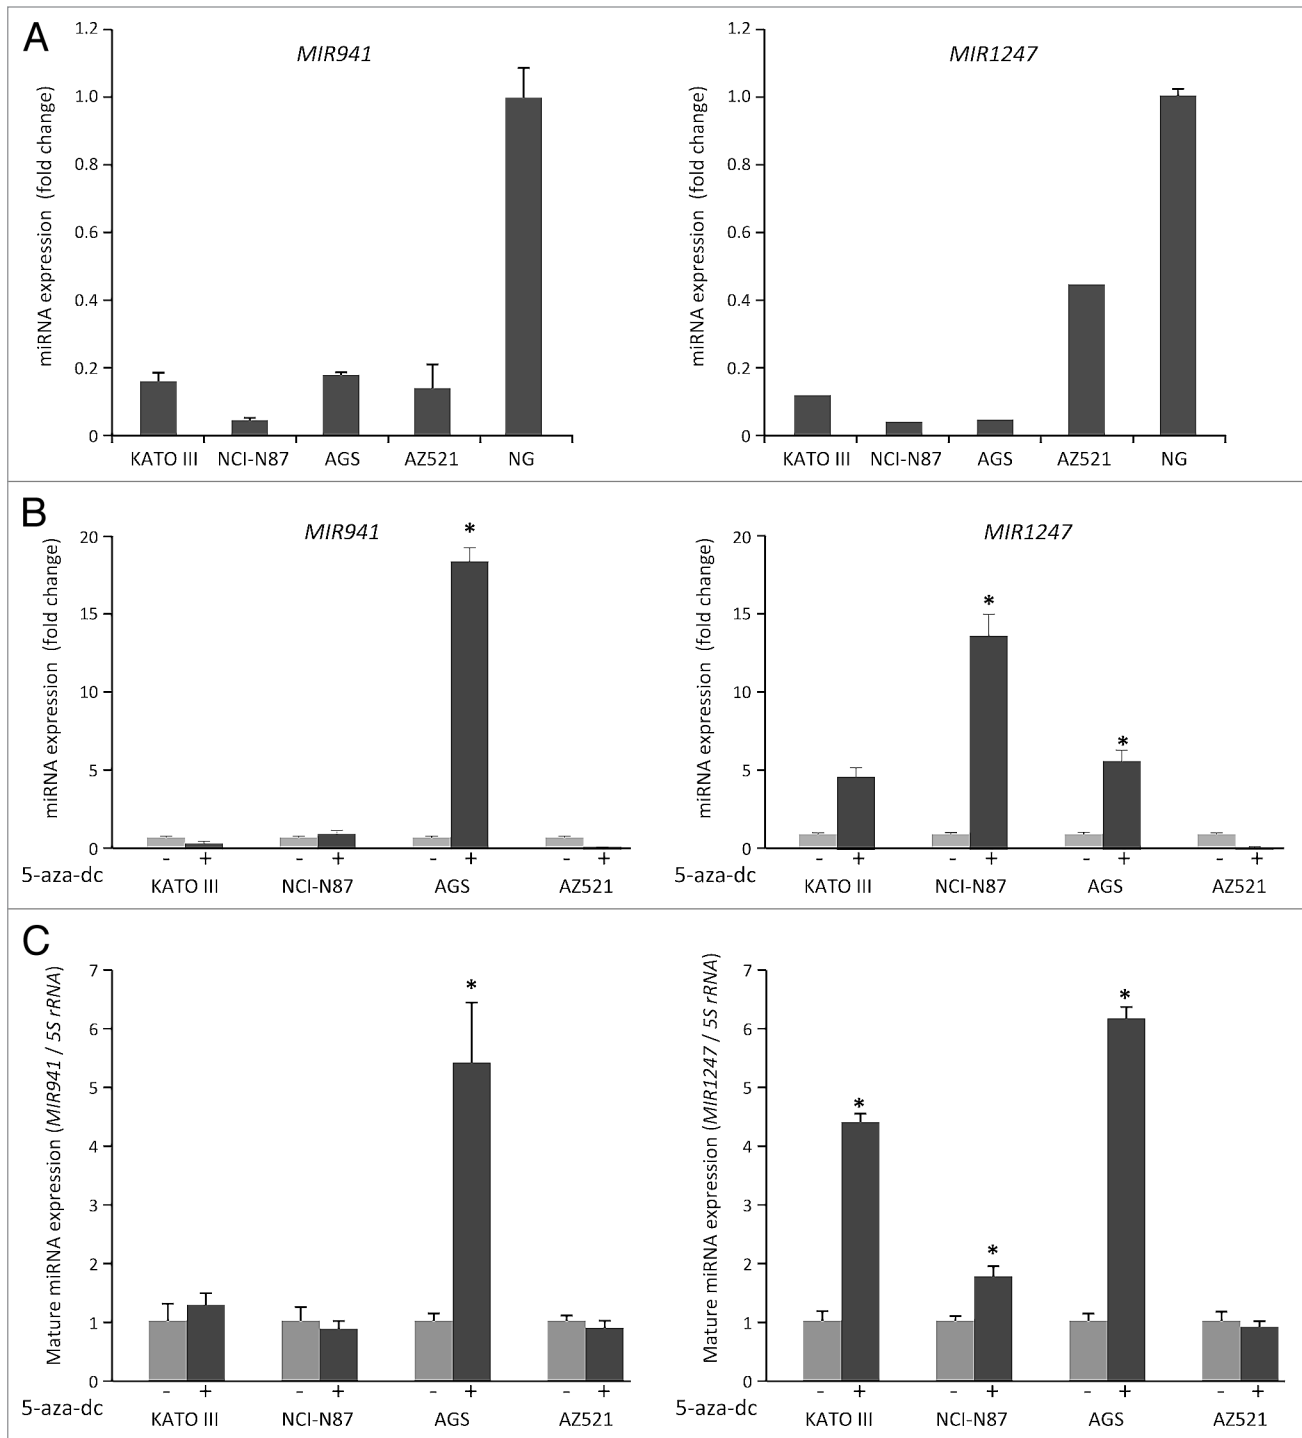 A
MIR941
miRNA expression (fold change)
1.2
1.0
0.8
0.6
0.4
0.2
0
KATO III NCI-N87 AGS AZ521 NG
MIR1247
miRNA expression (fold change)
1.2
1.0
0.8
0.6
0.4
0.2
0
KATO III NCI-N87 AGS AZ521 NG
B
MIR941
miRNA expression (fold change)
20
15
10
5
0
*
- + - + - + - +
5-aza-dc
KATO III NCI-N87 AGS AZ521
MIR1247
miRNA expression (fold change)
20
15
10
5
0
* *
- + - + - + - +
5-aza-dc
KATO III NCI-N87 AGS AZ521
C
Mature miRNA expression (MIR941 / 5S rRNA)
7
6
5
4
3
2
1
0
*
- + - + - + - +
5-aza-dc
KATO III NCI-N87 AGS AZ521
Mature miRNA expression (MIR1247 / 5S rRNA)
7
6
5
4
3
2
1
0
* * *
- + - + - + - +
5-aza-dc
KATO III NCI-N87 AGS AZ521